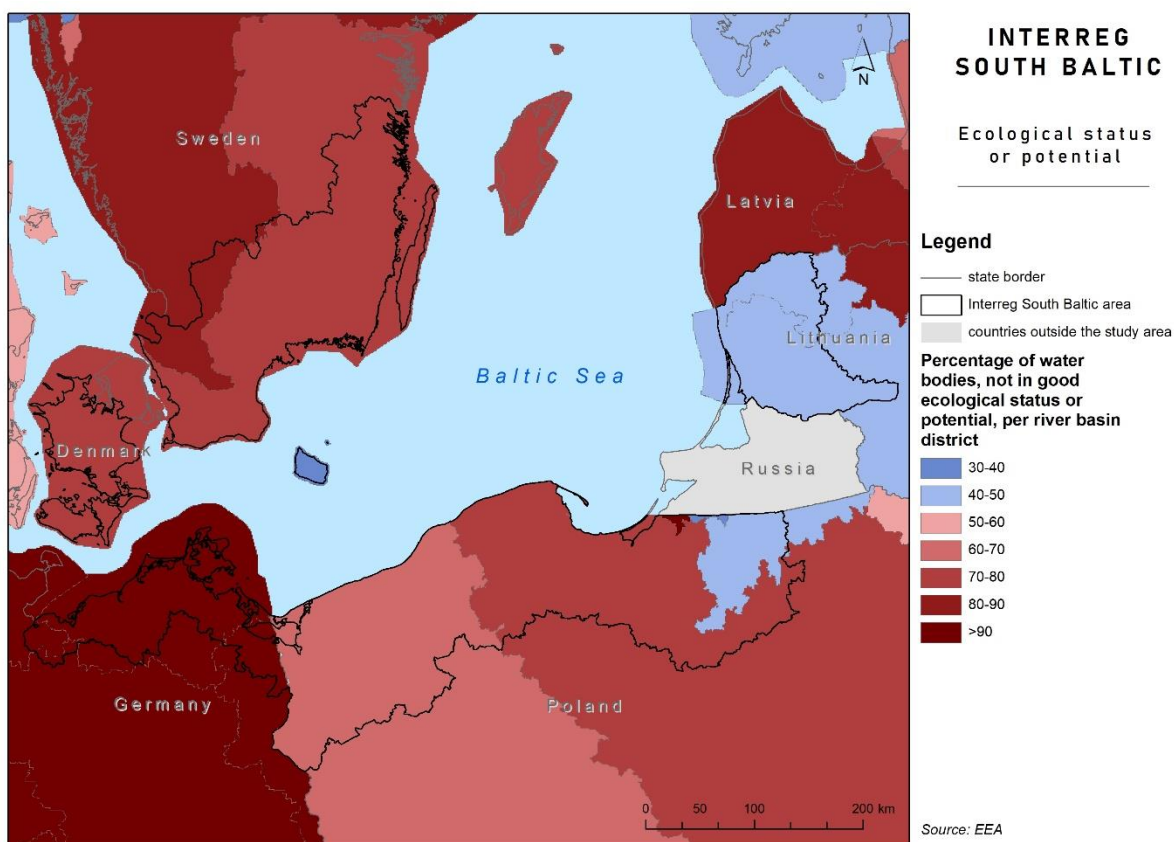 INTERREG
SOUTH BALTIC
Ecological status
or potential
N
Sweden
Latvia
Lithuania
Baltic Sea
Denmark
Russia
Germany
Poland
0 50 100 200 km
Legend
state border
Interreg South Baltic area
countries outside the study area
Percentage of water
bodies, not in good
ecological status or
potential, per river basin
district
30-40
40-50
50-60
60-70
70-80
80-90
>90
Source: EEA